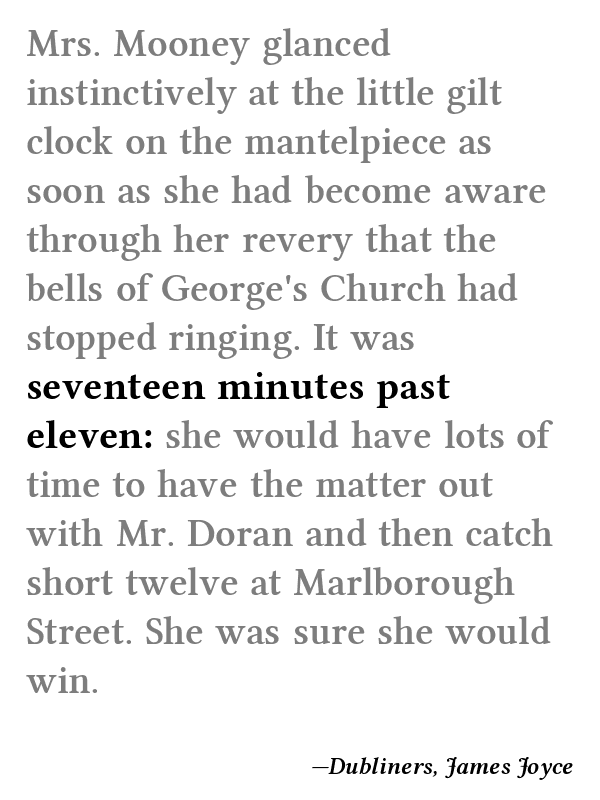 Mrs. Mooney glanced
instinctively at the little gilt
clock on the mantelpiece as
soon as she had become aware
through her revery that the
bells of George's Church had
stopped ringing. It was
seventeen minutes past
eleven: she would have lots of
time to have the matter out
with Mr. Doran and then catch
short twelve at Marlborough
Street. She was sure she would
win.
—Dubliners, James Joyce